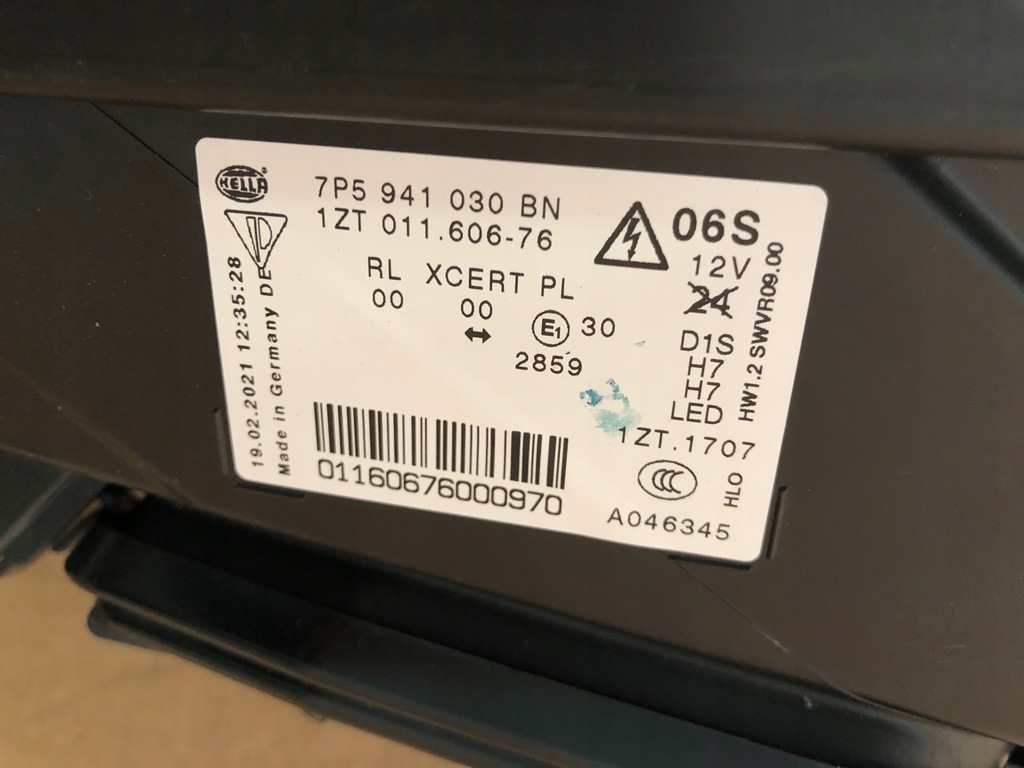 HELLA
7P5 941 030 BN
1ZT 011.606-76
RL XCERT PL
00 00
E1 30
2859
06S
12V
24
D1S
H7
H7
LED
1ZT.1707
HW1.2 SWVR09.00
HLO
CCC
A046345
19.02.2021 12:35:28
Made in Germany DE
01160676000970